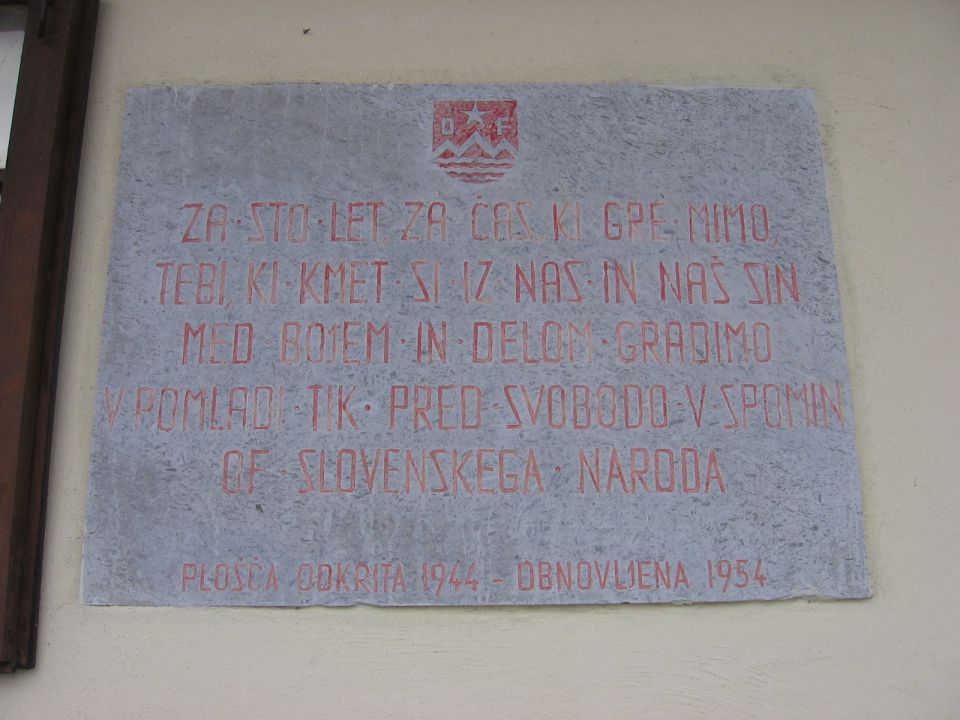 OF
ZA·STO·LET, ZA ČAS, KI GRE·MIMO,
TEBI, KI·KMET·SI·IZ·NAS·IN NAŠ SIN
MED·BOJEM·IN·DELOM·GRADIMO
V POMLADI·TIK·PRED·SVOBODO·V·SPOMIN
OF·SLOVENSKEGA·NARODA
PLOŠČA ODKRITA 1944 - OBNOVLJENA 1954